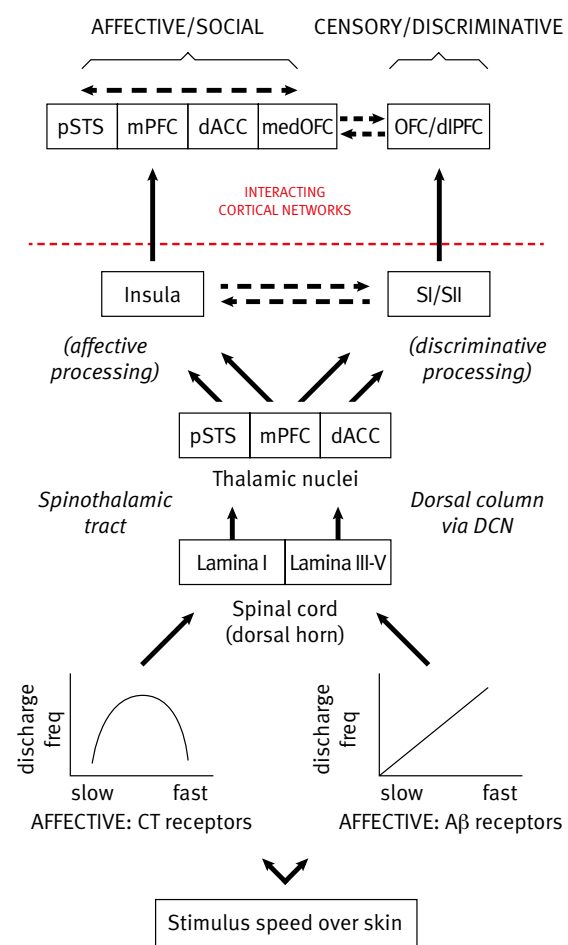 AFFECTIVE/SOCIAL CENSORY/DISCRIMINATIVE
pSTS mPFC dACC medOFC OFC/dlPFC
INTERACTING
CORTICAL NETWORKS
Insula SI/SII
(affective
processing)
(discriminative
processing)
pSTS mPFC dACC
Thalamic nuclei
Spinothalamic
tract
Dorsal column
via DCN
Lamina I Lamina III-V
Spinal cord
(dorsal horn)
discharge
freq
slow fast
AFFECTIVE: CT receptors
discharge
freq
slow fast
AFFECTIVE: Aβ receptors
Stimulus speed over skin